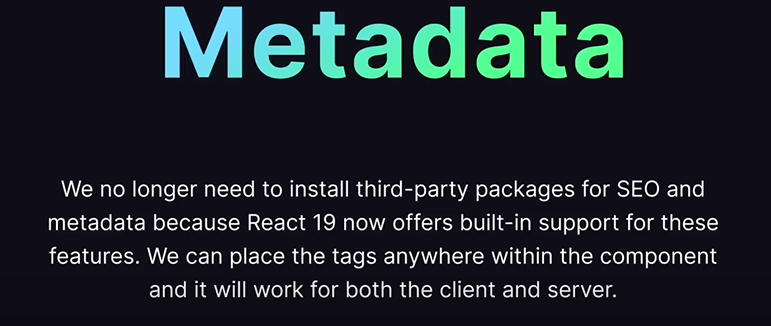 Metadata
We no longer need to install third-party packages for SEO and
metadata because React 19 now offers built-in support for these
features. We can place the tags anywhere within the component
and it will work for both the client and server.